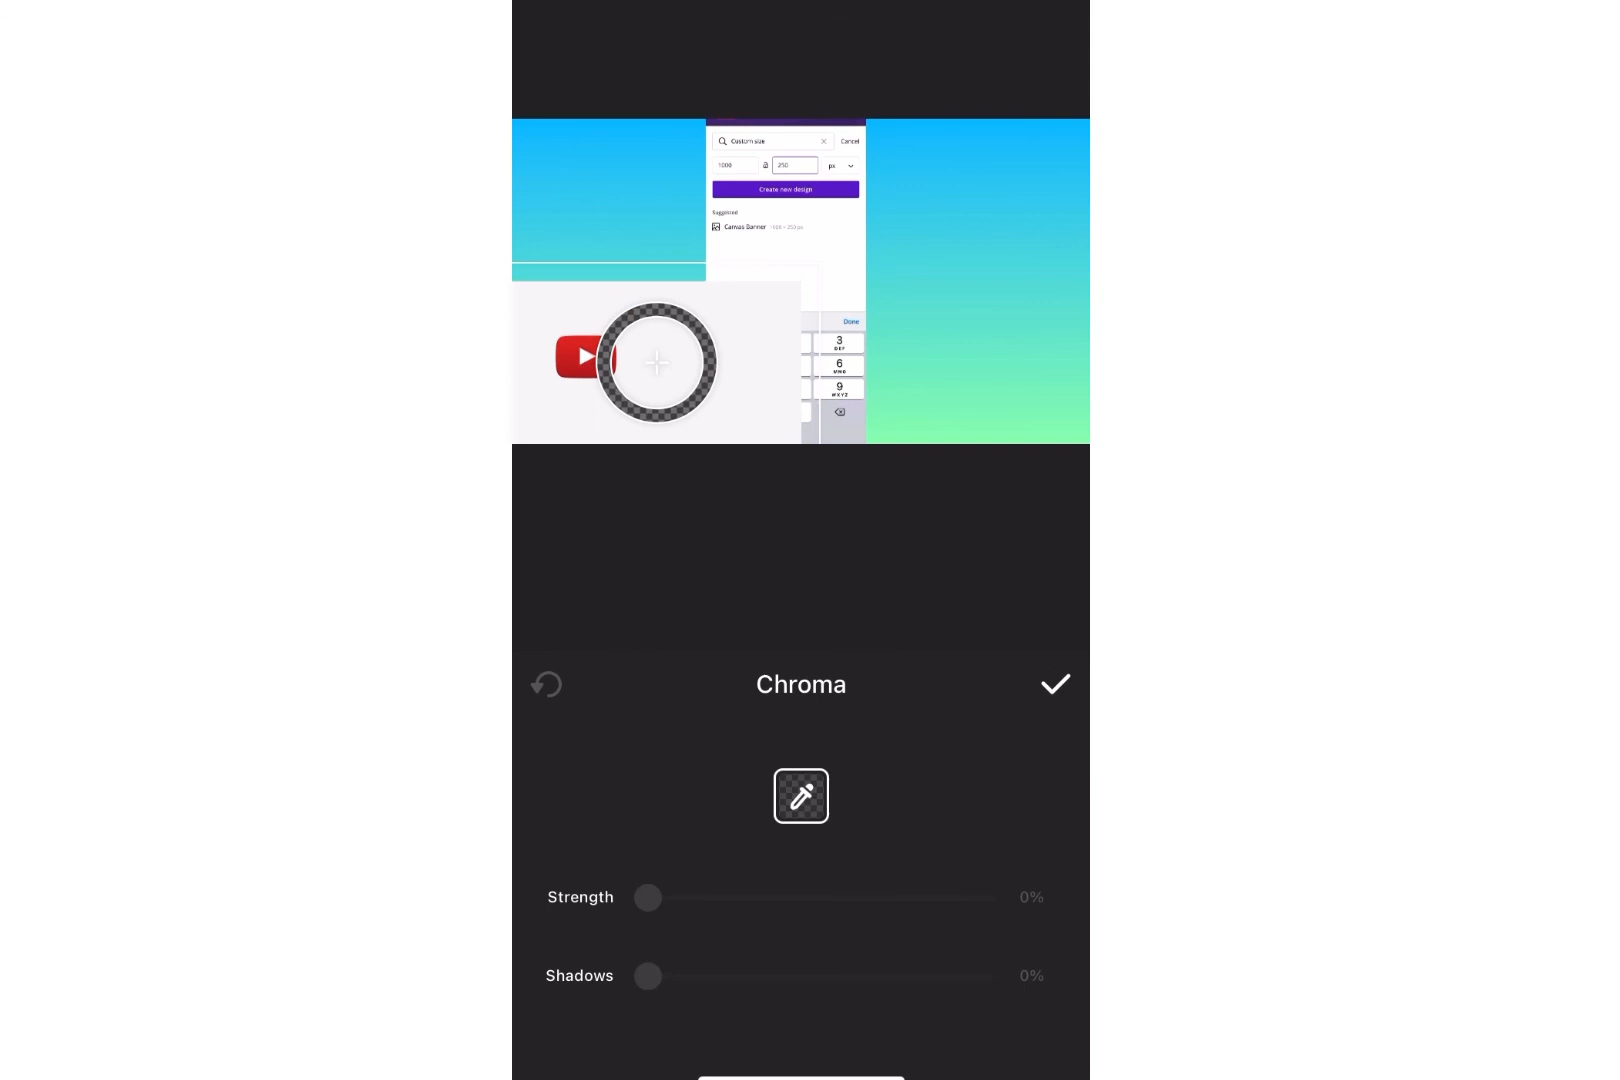 Custom size
Cancel
1000
250
px
Create new design
Suggested
Canvas Banner
Done
3
DEF
6
MNO
9
WXYZ
Chroma
Strength
0%
Shadows
0%